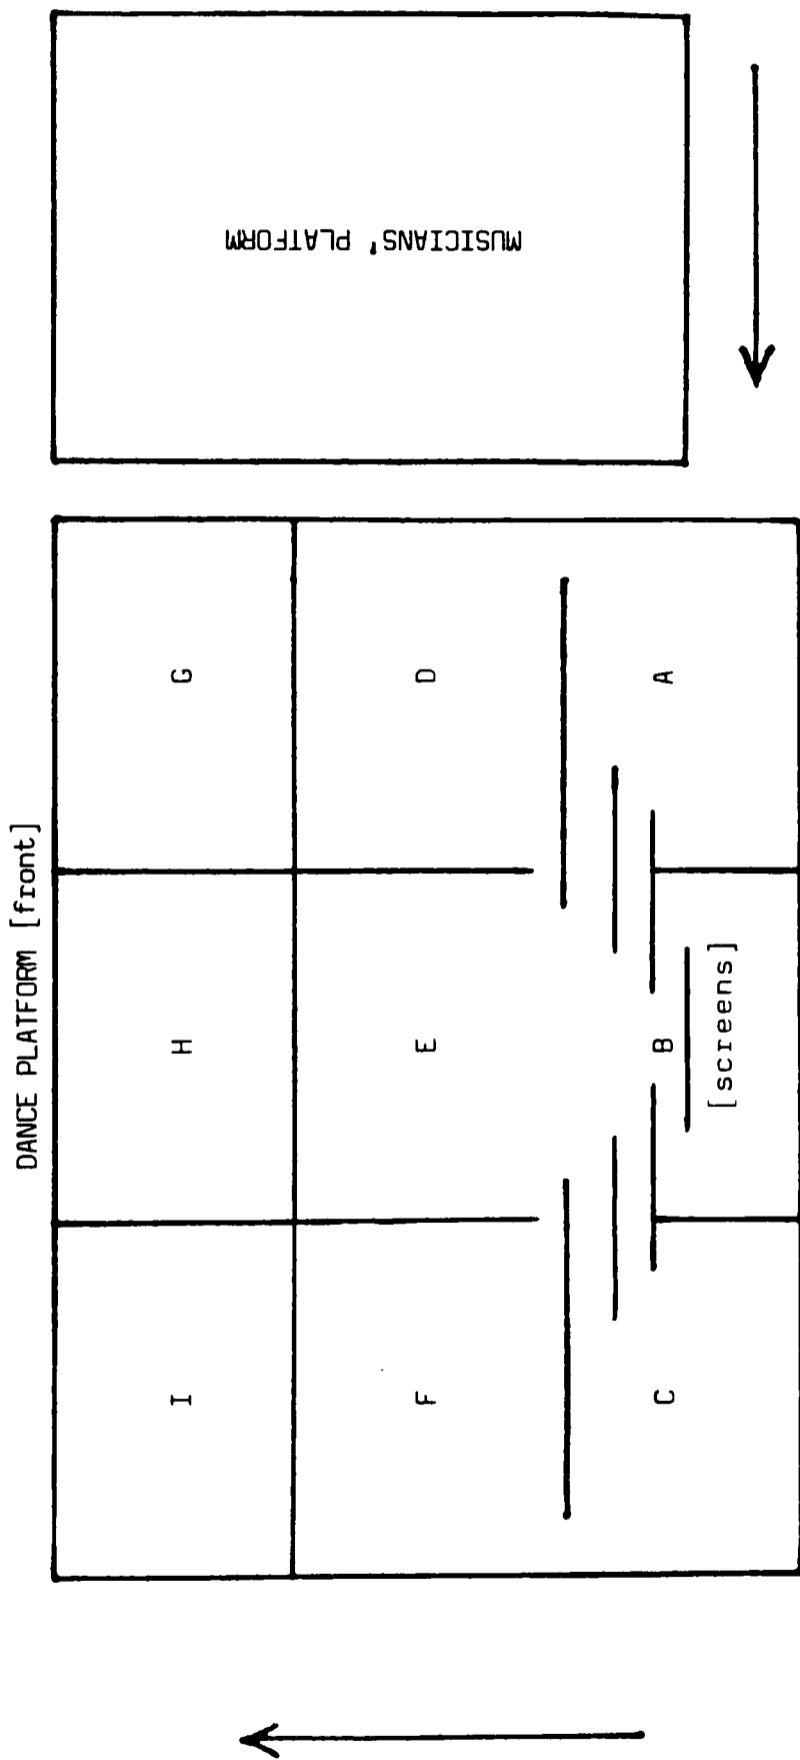 DANCE PLATFORM [front]
I H G
F E D
C B A
[screens]
MUSICIANS' PLATFORM